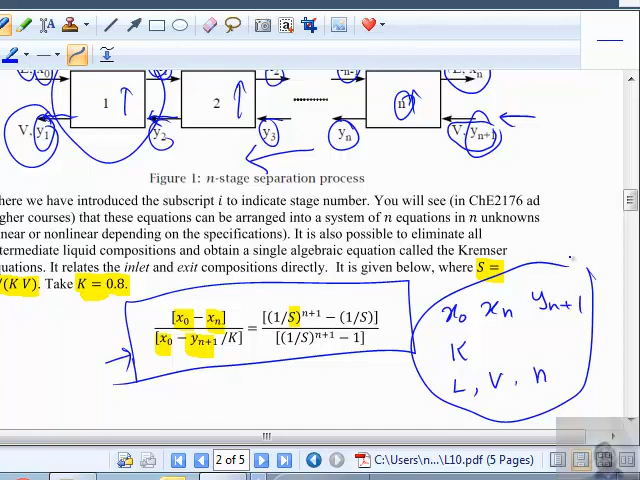 L, x0
xn
1
2
n
V, y1
y2
y3
yn
V, yn+1
Figure 1: n-stage separation process
here we have introduced the subscript i to indicate stage number. You will see (in ChE2176 ad
gher courses) that these equations can be arranged into a system of n equations in n unknowns
near or nonlinear depending on the specifications). It is also possible to eliminate all
ntermediate liquid compositions and obtain a single algebraic equation called the Kremser
quations. It relates the inlet and exit compositions directly. It is given below, where S =
/(K V). Take K = 0.8.
[x0 − xn] / [x0 − yn+1/K] = [(1/S)^n+1 − (1/S)] / [(1/S)^n+1 − 1]
x0 xn yn+1
K
L, V, n
2 of 5
C:\Users\n...\L10.pdf (5 Pages)